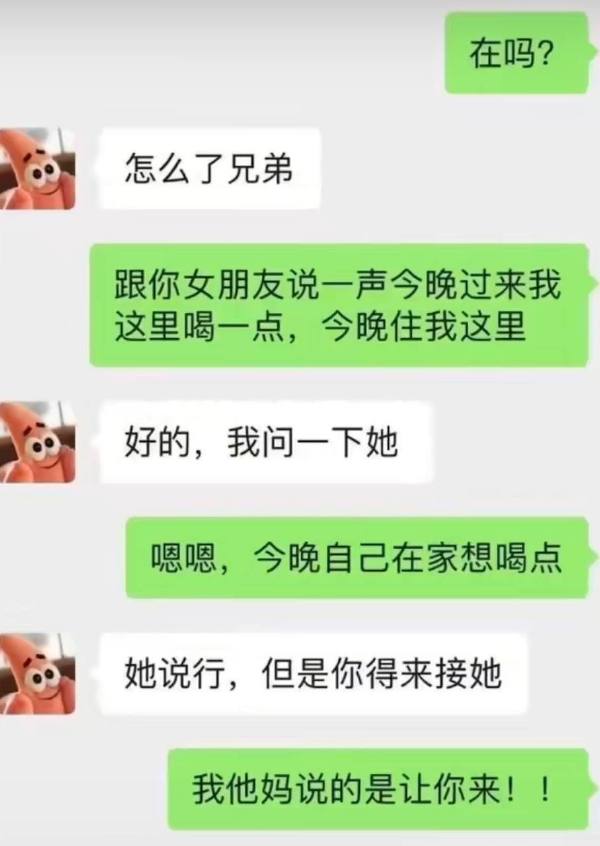 在吗？
怎么了兄弟
跟你女朋友说一声今晚过来我
这里喝一点，今晚住我这里
好的，我问一下她
嗯嗯，今晚自己在家想喝点
她说行，但是你得来接她
我他妈说的是让你来！！